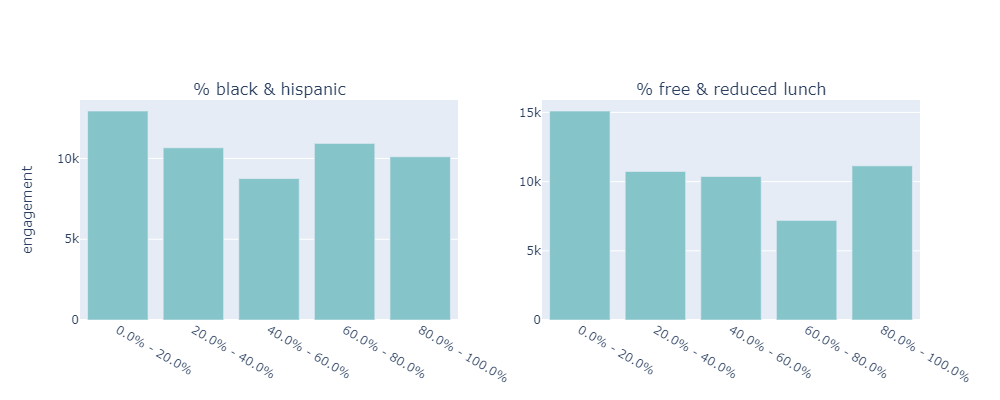 % black & hispanic
% free & reduced lunch
engagement
10k
5k
0
0.0% - 20.0%
20.0% - 40.0%
40.0% - 60.0%
60.0% - 80.0%
80.0% - 100.0%
15k
10k
5k
0
0.0% - 20.0%
20.0% - 40.0%
40.0% - 60.0%
60.0% - 80.0%
80.0% - 100.0%